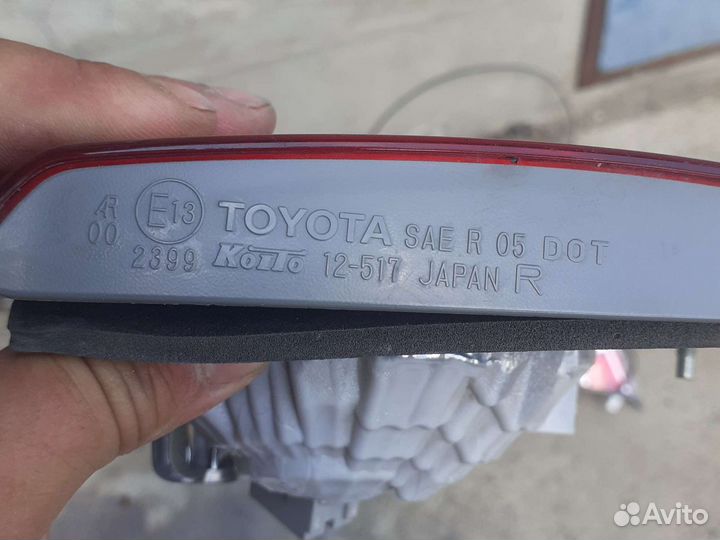 AR E13 TOYOTA SAE R 05 DOT
00 2399 KOITO 12-517 JAPAN R
Avito